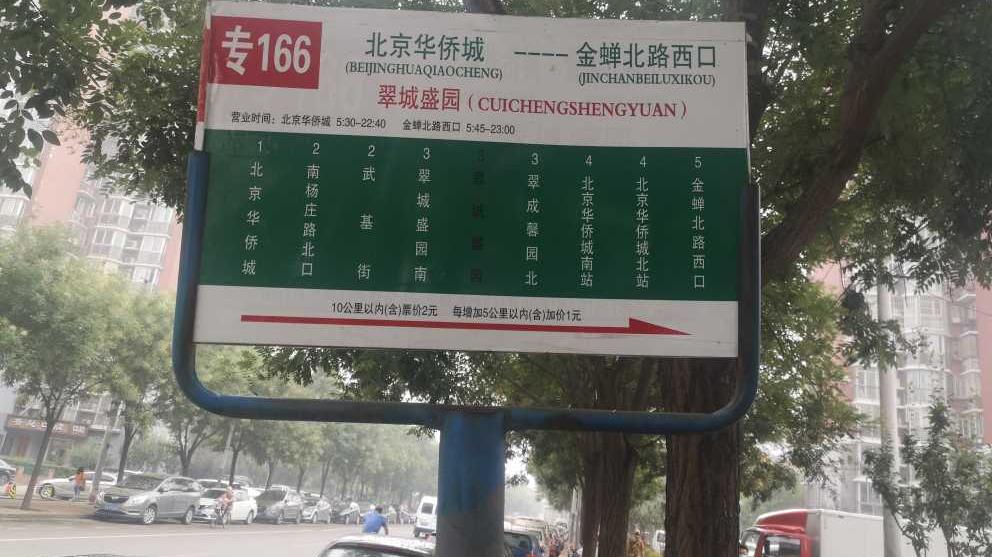 专166
北京华侨城 ---- 金蝉北路西口
(BEIJINGHUAQIAOCHENG) (JINCHANBEILUXIKOU)
翠城盛园(CUICHENGSHENGYUAN)
营业时间: 北京华侨城 5:30-22:40 金蝉北路西口 5:45-23:00
1 北京华侨城
2 南杨庄路北口
2 武基街
3 翠城盛园南
3 翠城盛园
3 翠成馨园北
4 北京华侨城南站
4 北京华侨城北站
5 金蝉北路西口
10公里以内(含)票价2元 每增加5公里以内(含)加价1元